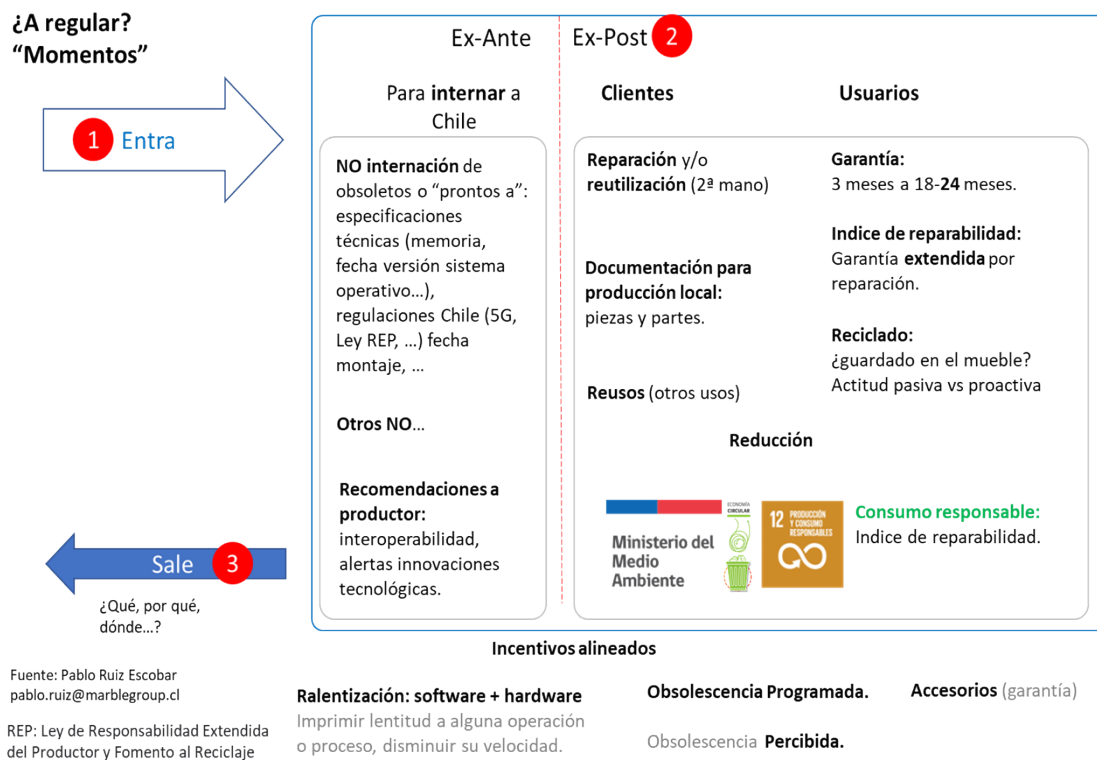 ¿A regular?
“Momentos”
1 Entra
Ex-Ante
Ex-Post 2
Para internar a
Chile
Clientes
Usuarios
NO internación de
obsoletos o “prontos a”:
especificaciones
técnicas (memoria,
fecha versión sistema
operativo…),
regulaciones Chile (5G,
Ley REP, …) fecha
montaje, …
Otros NO…
Recomendaciones a
productor:
interoperabilidad,
alertas innovaciones
tecnológicas.
Reparación y/o
reutilización (2ª mano)
Documentación para
producción local:
piezas y partes.
Reusos (otros usos)
Garantía:
3 meses a 18-24 meses.
Indice de reparabilidad:
Garantía extendida por
reparación.
Reciclado:
¿guardado en el mueble?
Actitud pasiva vs proactiva
Reducción
Ministerio del
Medio
Ambiente
ECONOMÍA
CIRCULAR
12 PRODUCCIÓN
Y CONSUMO
RESPONSABLES
Consumo responsable:
Indice de reparabilidad.
Sale 3
¿Qué, por qué,
dónde…?
Incentivos alineados
Fuente: Pablo Ruiz Escobar
pablo.ruiz@marblegroup.cl
REP: Ley de Responsabilidad Extendida
del Productor y Fomento al Reciclaje
Ralentización: software + hardware
Imprimir lentitud a alguna operación
o proceso, disminuir su velocidad.
Obsolescencia Programada.
Obsolescencia Percibida.
Accesorios (garantía)